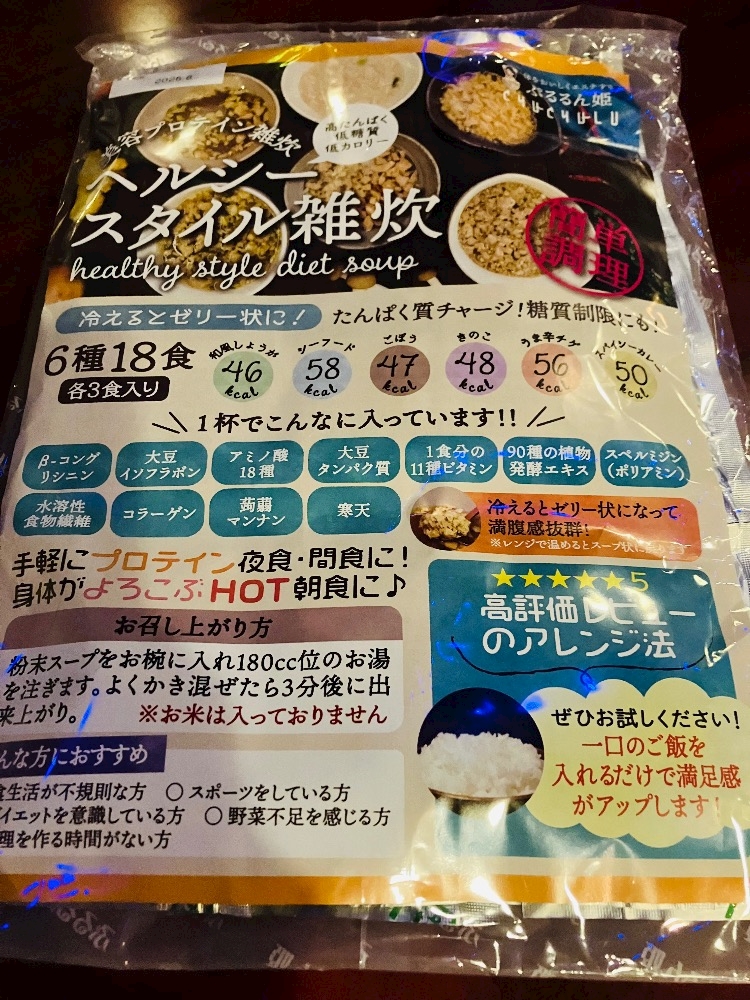 2026.6
ぷるるん姫
CHUCHULU
美容プロテイン雑炊
高たんぱく
低糖質
低カロリー
ヘルシー
スタイル雑炊
healthy style diet soup
簡単
調理
冷えるとゼリー状に！
たんぱく質チャージ！糖質制限にも！
6種18食
各3食入り
和風しょうが
46
kcal
シーフード
58
kcal
ごぼう
47
kcal
きのこ
48
kcal
うま辛チゲ
56
kcal
スパイシーカレー
50
kcal
1杯でこんなに入っています!!
β-コングリシニン
大豆イソフラボン
アミノ酸18種
大豆タンパク質
1食分の11種ビタミン
90種の植物発酵エキス
スペルミジン（ポリアミン）
水溶性食物繊維
コラーゲン
蒟蒻マンナン
寒天
冷えるとゼリー状になって
満腹感抜群！
※レンジで温めるとスープ状に
手軽にプロテイン夜食・間食に！
身体がよろこぶHOT朝食に♪
お召し上がり方
粉末スープをお椀に入れ180cc位のお湯
を注ぎます。よくかき混ぜたら3分後に出
来上がり。 ※お米は入っておりません
んな方におすすめ
食生活が不規則な方 ○スポーツをしている方
イエットを意識している方 ○野菜不足を感じる方
理を作る時間がない方
★★★★★5
高評価レビュー
のアレンジ法
ぜひお試しください！
一口のご飯を
入れるだけで満足感
がアップします！